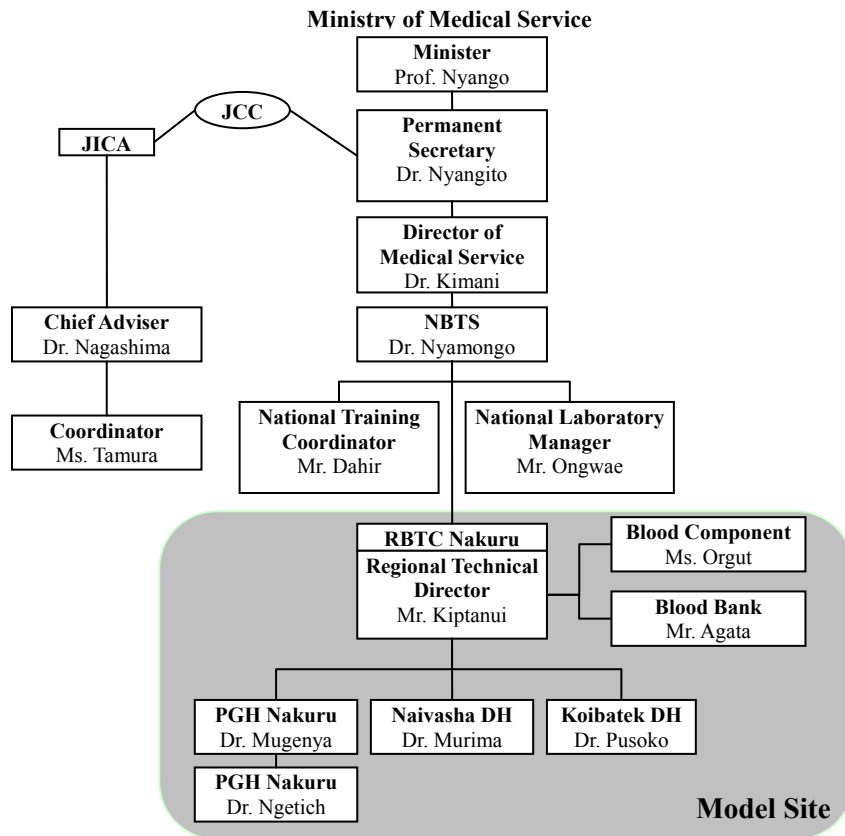 Ministry of Medical Service
Minister
Prof. Nyango
JCC
JICA
Permanent
Secretary
Dr. Nyangito
Director of
Medical Service
Dr. Kimani
Chief Adviser
Dr. Nagashima
NBTS
Dr. Nyamongo
Coordinator
Ms. Tamura
National Training
Coordinator
Mr. Dahir
National Laboratory
Manager
Mr. Ongwae
RBTC Nakuru
Regional Technical
Director
Mr. Kiptanui
Blood Component
Ms. Orgut
Blood Bank
Mr. Agata
PGH Nakuru
Dr. Mugenya
Naivasha DH
Dr. Murima
Koibatek DH
Dr. Pusoko
PGH Nakuru
Dr. Ngetich
Model Site